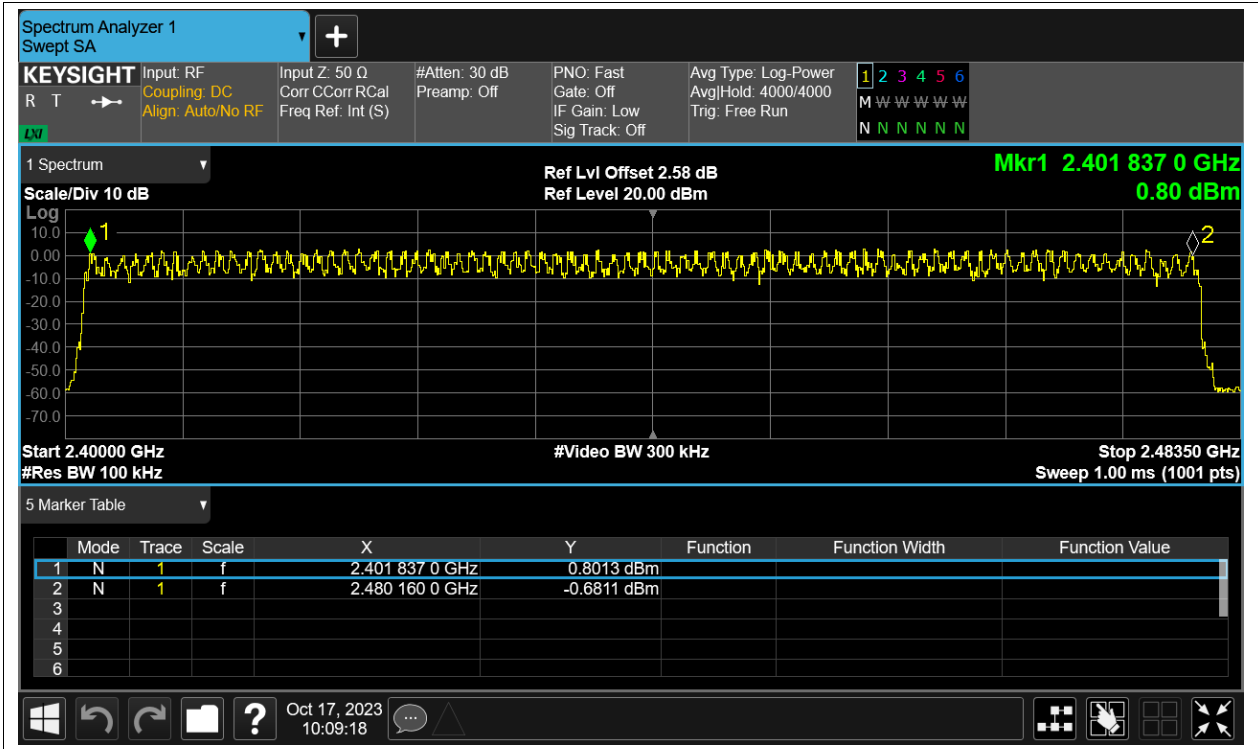 Spectrum Analyzer 1
Swept SA
+
KEYSIGHT
R T
LXI
Input: RF
Coupling: DC
Align: Auto/No RF
Input Z: 50 Ω
Corr CCorr RCal
Freq Ref: Int (S)
#Atten: 30 dB
Preamp: Off
PNO: Fast
Gate: Off
IF Gain: Low
Sig Track: Off
Avg Type: Log-Power
Avg|Hold: 4000/4000
Trig: Free Run
1 2 3 4 5 6
M W W W W W
N N N N N N
1 Spectrum
Scale/Div 10 dB
Ref Lvl Offset 2.58 dB
Ref Level 20.00 dBm
Mkr1 2.401 837 0 GHz
0.80 dBm
Log
10.0
0.00
-10.0
-20.0
-30.0
-40.0
-50.0
-60.0
-70.0
1
2
Start 2.40000 GHz
#Res BW 100 kHz
#Video BW 300 kHz
Stop 2.48350 GHz
Sweep 1.00 ms (1001 pts)
5 Marker Table
Mode Trace Scale X Y Function Function Width Function Value
1 N 1 f 2.401 837 0 GHz 0.8013 dBm
2 N 1 f 2.480 160 0 GHz -0.6811 dBm
3
4
5
6
?
Oct 17, 2023
10:09:18